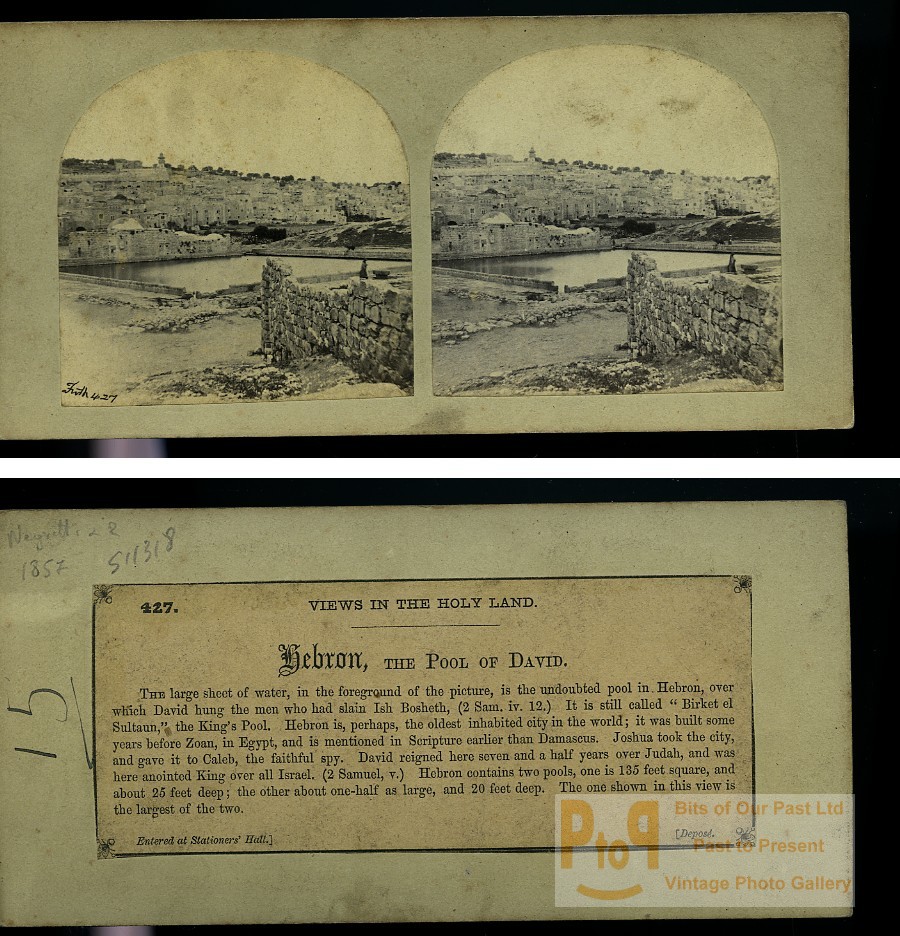 Frith 427
1857 511318
15
427. VIEWS IN THE HOLY LAND.
Hebron, THE POOL OF DAVID.
THE large sheet of water, in the foreground of the picture, is the undoubted pool in Hebron, over
which David hung the men who had slain Ish Bosheth, (2 Sam. iv. 12.) It is still called " Birket el
Sultaun," the King's Pool. Hebron is, perhaps, the oldest inhabited city in the world; it was built some
years before Zoan, in Egypt, and is mentioned in Scripture earlier than Damascus. Joshua took the city,
and gave it to Caleb, the faithful spy. David reigned here seven and a half years over Judah, and was
here anointed King over all Israel. (2 Samuel, v.) Hebron contains two pools, one is 135 feet square, and
about 25 feet deep; the other about one-half as large, and 20 feet deep. The one shown in this view is
the largest of the two.
Entered at Stationers' Hall.] [Deposé.
PtoP
Bits of Our Past Ltd
Past to Present
Vintage Photo Gallery